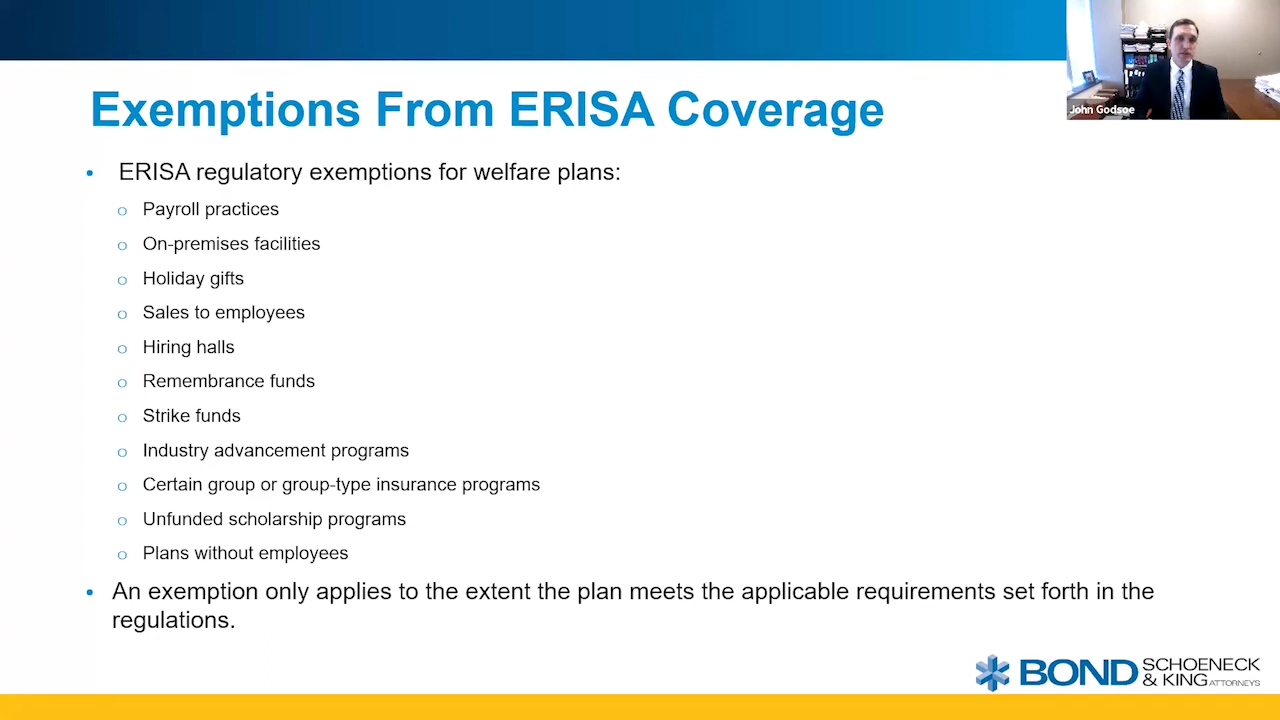 John Godsoe
Exemptions From ERISA Coverage
• ERISA regulatory exemptions for welfare plans:
o Payroll practices
o On-premises facilities
o Holiday gifts
o Sales to employees
o Hiring halls
o Remembrance funds
o Strike funds
o Industry advancement programs
o Certain group or group-type insurance programs
o Unfunded scholarship programs
o Plans without employees
• An exemption only applies to the extent the plan meets the applicable requirements set forth in the
regulations.
BOND SCHOENECK
& KING ATTORNEYS